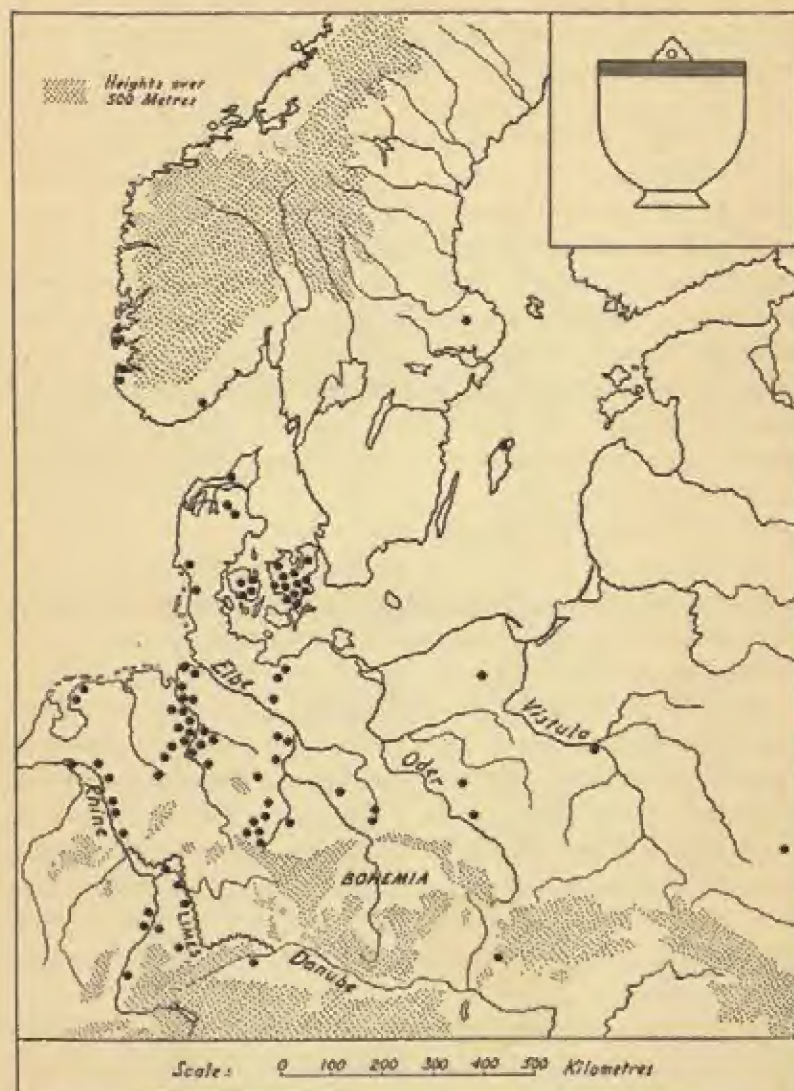 Heights over
500 Metres
Elbe
Vistula
Oder
Rhine
BOHEMIA
LIMES
Danube
Scale: 0 100 200 300 400 500 Kilometres